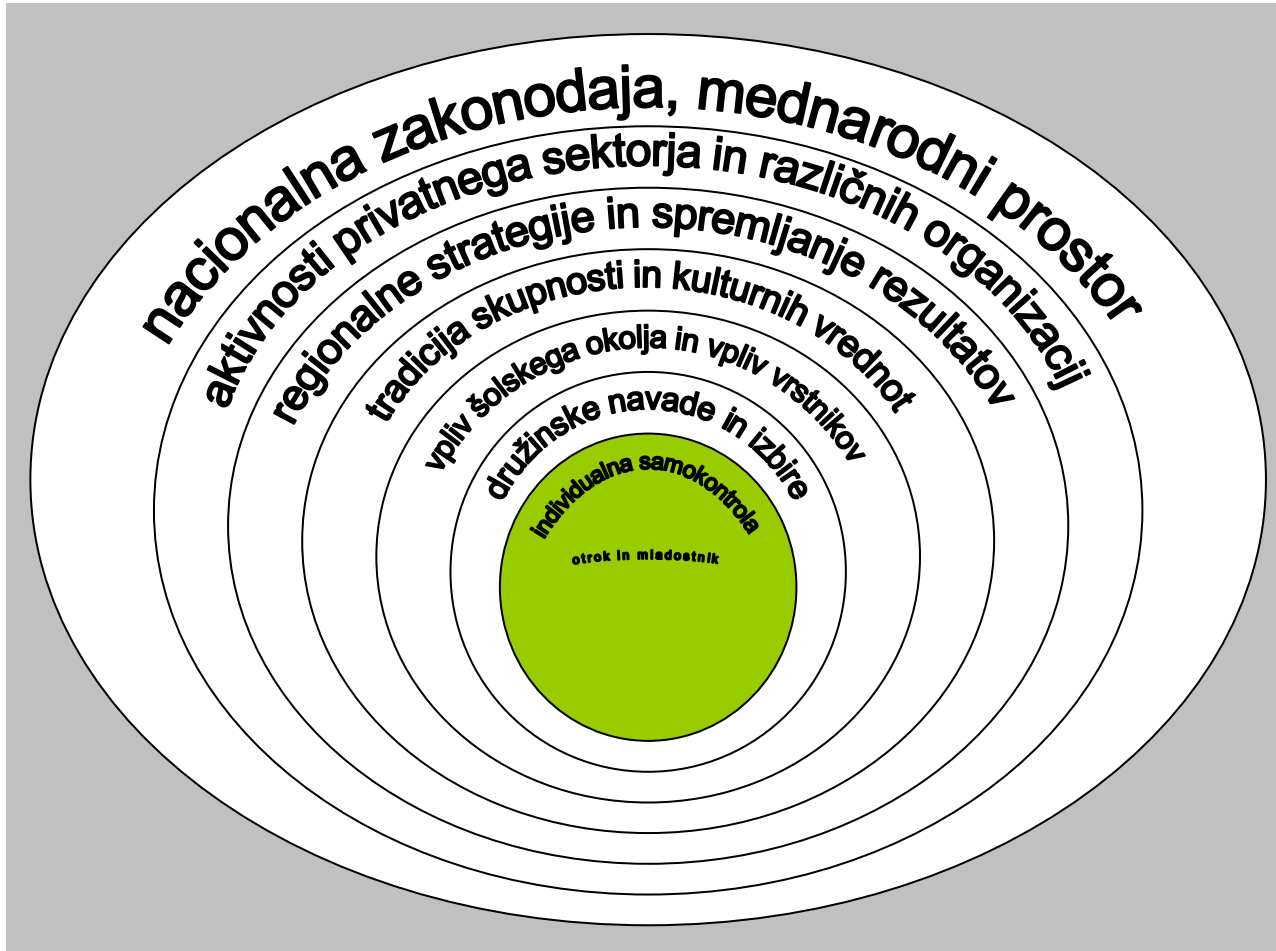 nacionalna zakonodaja, mednarodni prostor
aktivnosti privatnega sektorja in različnih organizacij
regionalne strategije in spremljanje rezultatov
tradicija skupnosti in kulturnih vrednot
vpliv šolskega okolja in vpliv vrstnikov
družinske navade in izbire
individualna samokontrola
otrok in mladostnik